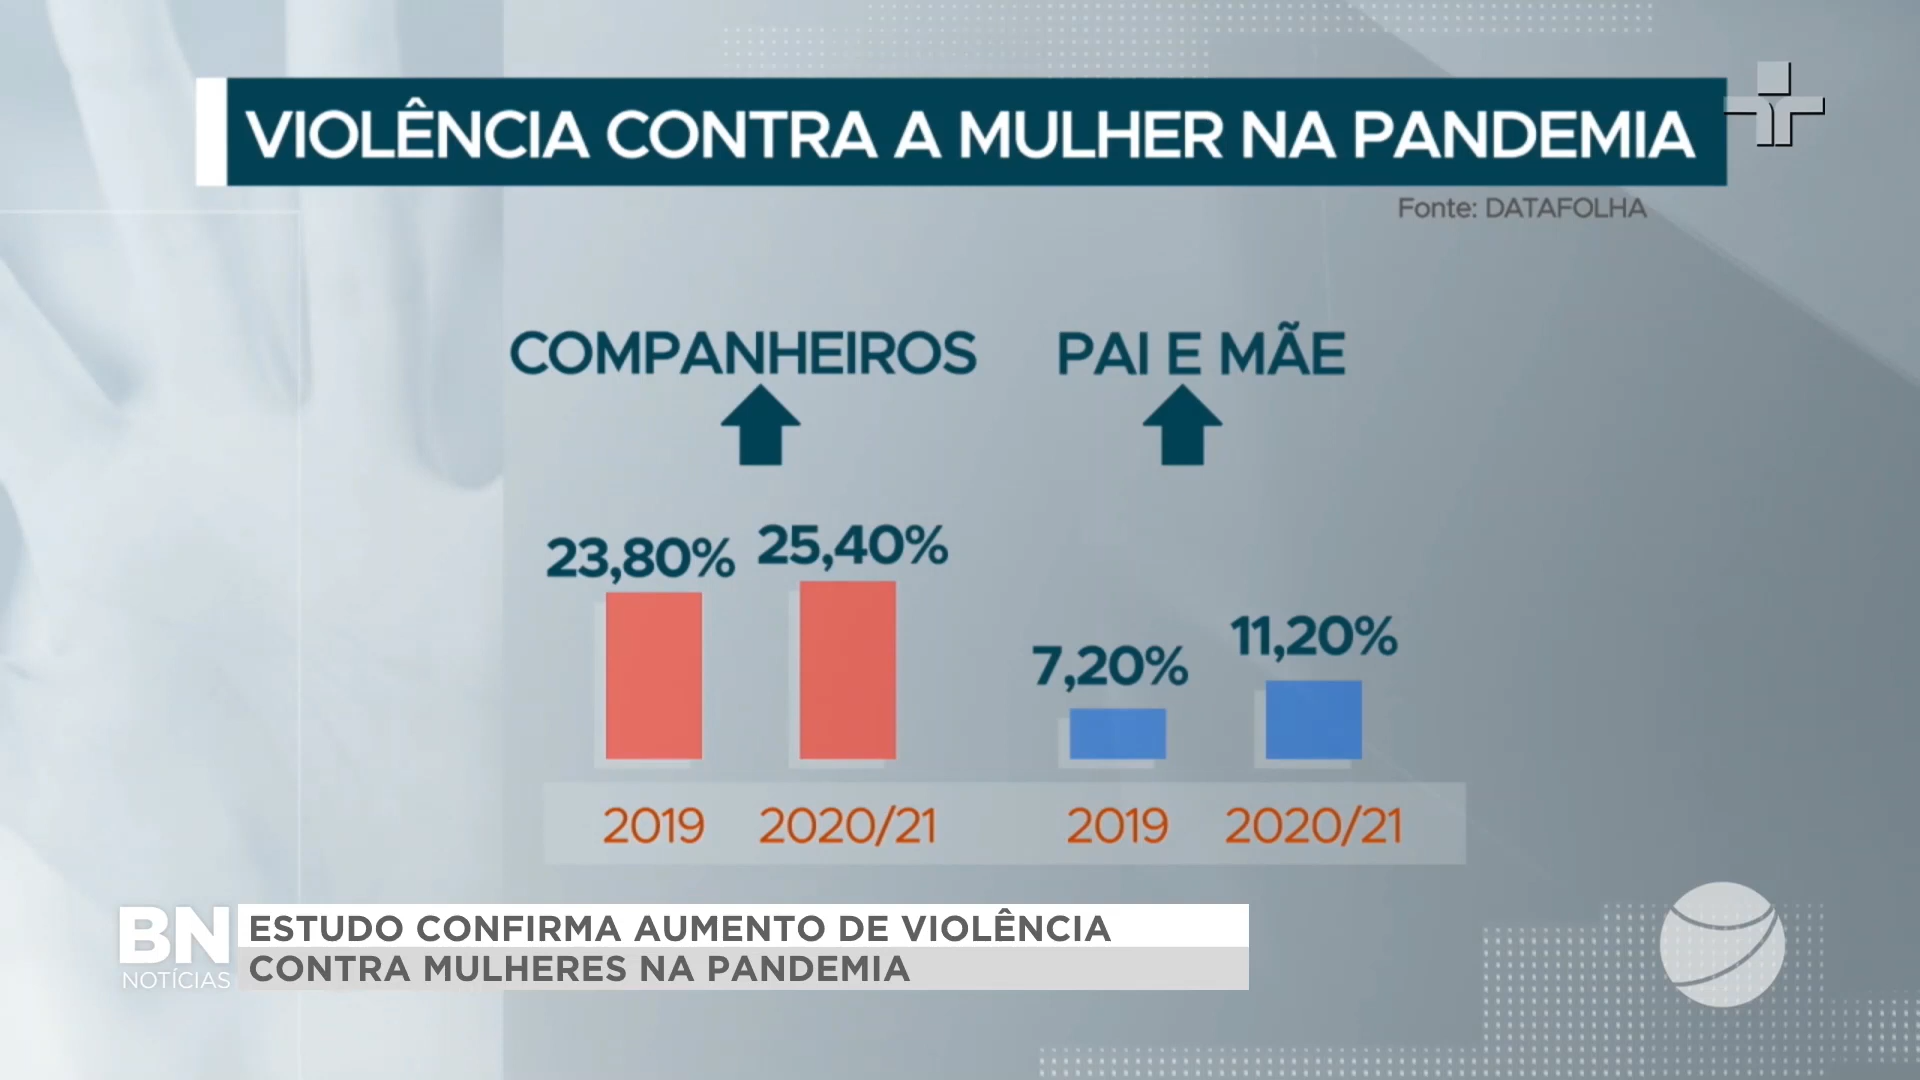 VIOLÊNCIA CONTRA A MULHER NA PANDEMIA
Fonte: DATAFOLHA
COMPANHEIROS
PAI E MÃE
23,80%
25,40%
7,20%
11,20%
2019
2020/21
2019
2020/21
BN
NOTÍCIAS
ESTUDO CONFIRMA AUMENTO DE VIOLÊNCIA
CONTRA MULHERES NA PANDEMIA